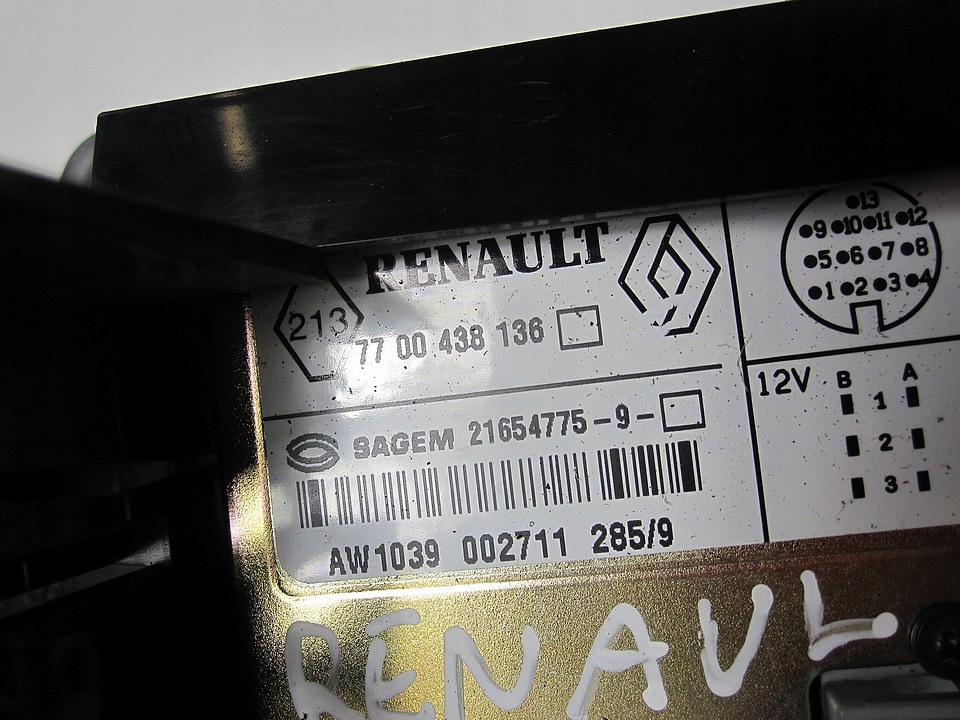 RENAULT
213
77 00 438 136
SAGEM 21654775-9-
AW1039 002711 285/9
13
9 10 11 12
5 6 7 8
1 2 3 4
12V B A
1
2
3
RENAUL